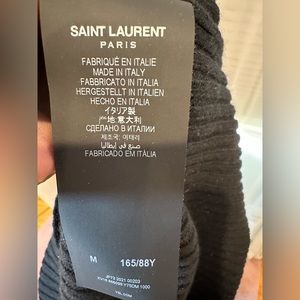 SAINT LAURENT
PARIS
FABRIQUÉ EN ITALIE
MADE IN ITALY
FABBRICATO IN ITALIA
HERGESTELLT IN ITALIEN
HECHO EN ITALIA
イタリア製
产地 意大利
СДЕЛАНО В ИТАЛИИ
제조국: 이태리
صنع في إيطاليا
FABRICADO EM ITÁLIA
M 165/88Y
YSL.COM